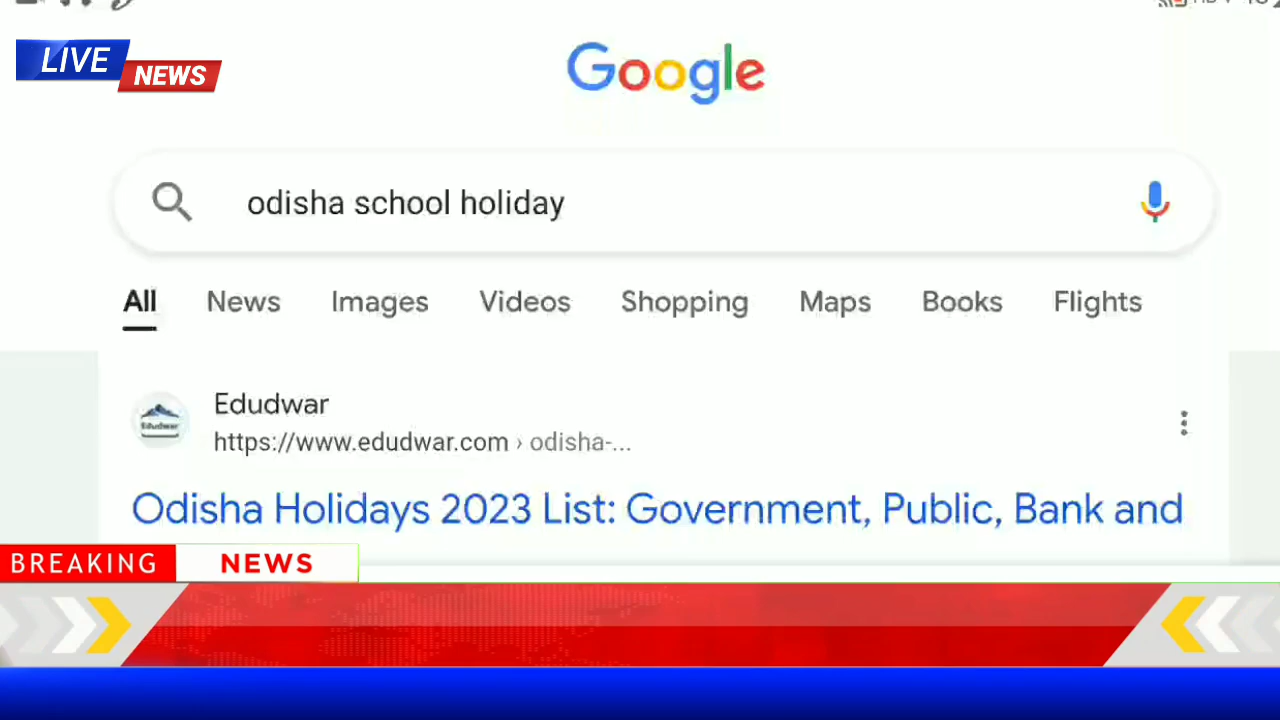 LIVE
NEWS
Google
odisha school holiday
All News Images Videos Shopping Maps Books Flights
Edudwar
Edudwar
https://www.edudwar.com › odisha-...
Odisha Holidays 2023 List: Government, Public, Bank and
BREAKING NEWS